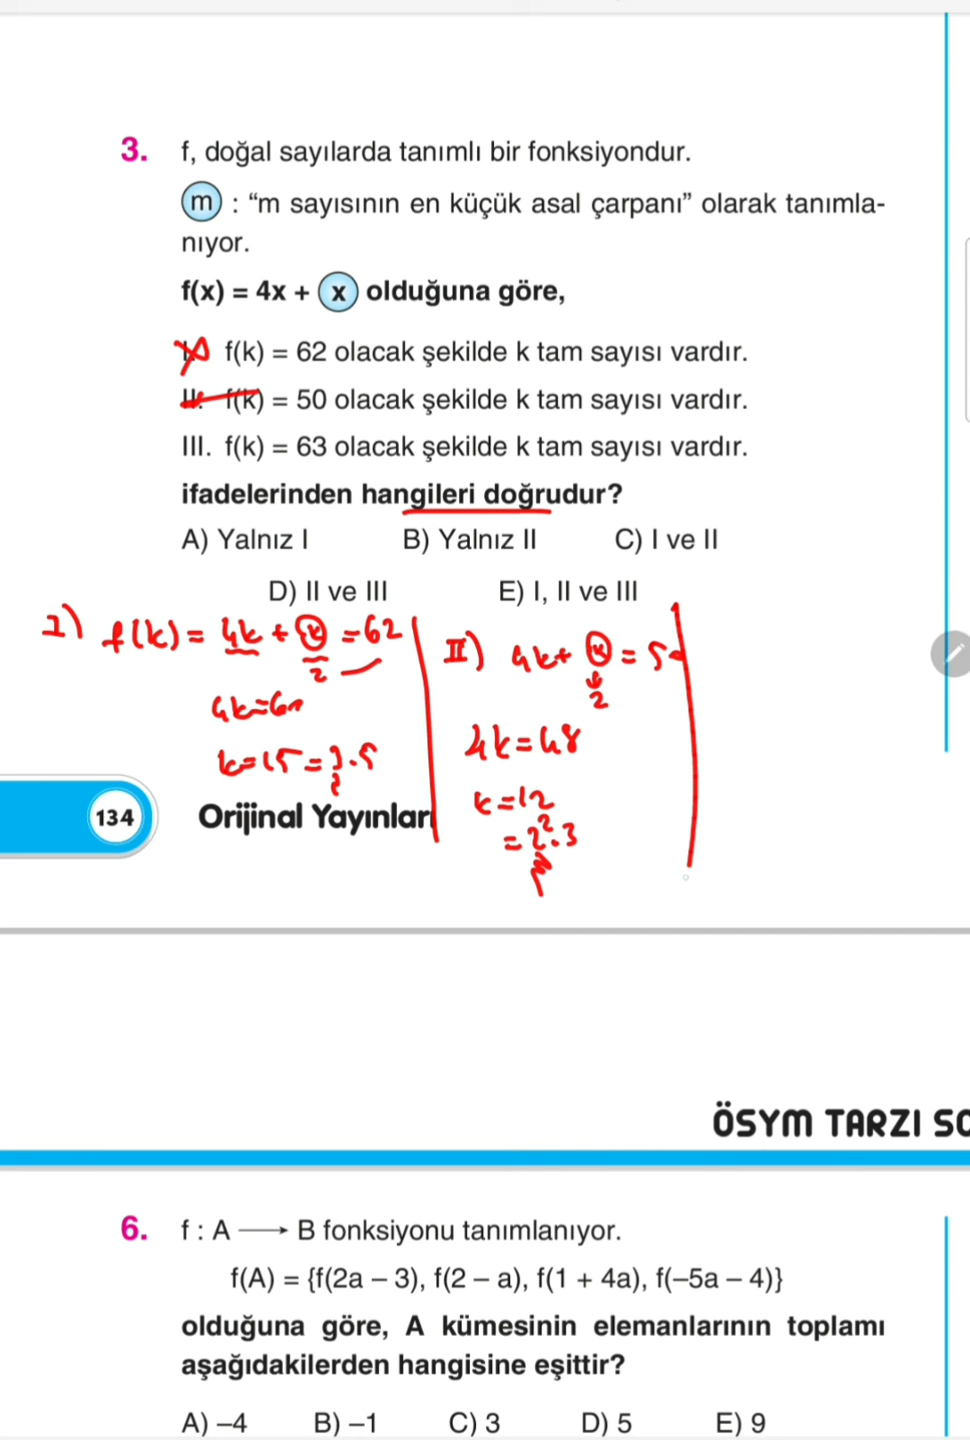 3. f, doğal sayılarda tanımlı bir fonksiyondur.
m : “m sayısının en küçük asal çarpanı” olarak tanımla-
nıyor.
f(x) = 4x + x olduğuna göre,
f(k) = 62 olacak şekilde k tam sayısı vardır.
II. f(k) = 50 olacak şekilde k tam sayısı vardır.
III. f(k) = 63 olacak şekilde k tam sayısı vardır.
ifadelerinden hangileri doğrudur?
A) Yalnız I B) Yalnız II C) I ve II
D) II ve III E) I, II ve III
I) f(k) = 4k + k = 62
2
4k=60
k=15=3.5
II) 4k+ k = 50
2
4k=48
k=12
=2².3
134 Orijinal Yayınları
ÖSYM TARZI SO
6. f : A ⟶ B fonksiyonu tanımlanıyor.
f(A) = {f(2a – 3), f(2 – a), f(1 + 4a), f(–5a – 4)}
olduğuna göre, A kümesinin elemanlarının toplamı
aşağıdakilerden hangisine eşittir?
A) –4 B) –1 C) 3 D) 5 E) 9